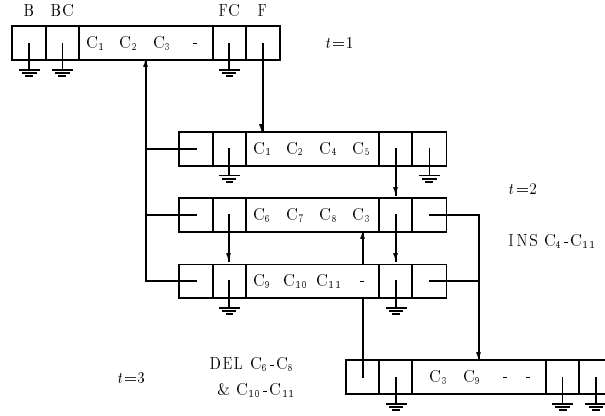 B BC FC F
C₁ C₂ C₃ - t=1
C₁ C₂ C₄ C₅
t=2
C₆ C₇ C₈ C₃
INS C₄-C₁₁
C₉ C₁₀ C₁₁ -
DEL C₆-C₈
t=3
C₃ C₉ - -
& C₁₀-C₁₁